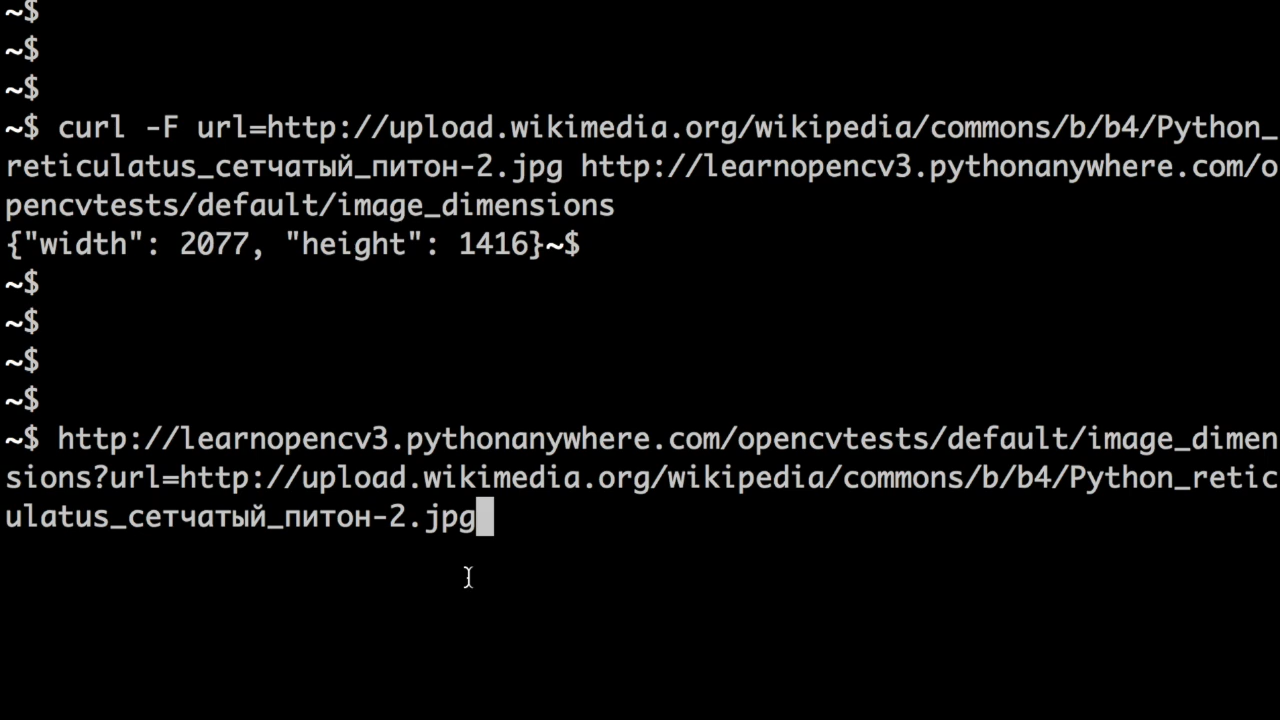 ~$
~$
~$
~$ curl -F url=http://upload.wikimedia.org/wikipedia/commons/b/b4/Python_
reticulatus_сетчатый_питон-2.jpg http://learnopencv3.pythonanywhere.com/o
pencvtests/default/image_dimensions
{"width": 2077, "height": 1416}~$
~$
~$
~$
~$
~$ http://learnopencv3.pythonanywhere.com/opencvtests/default/image_dimen
sions?url=http://upload.wikimedia.org/wikipedia/commons/b/b4/Python_retic
ulatus_сетчатый_питон-2.jpg